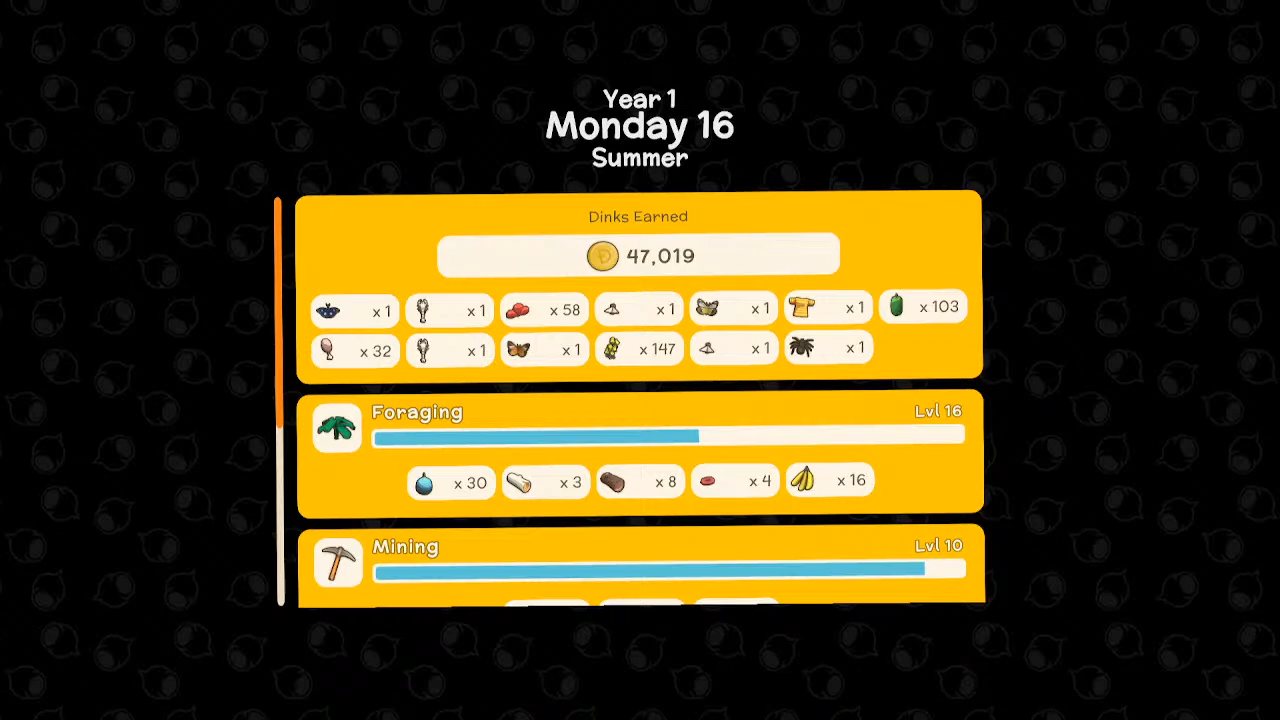 Year 1
Monday 16
Summer
Dinks Earned
47,019
x 1 x 1 x 58 x 1 x 1 x 1 x 103
x 32 x 1 x 1 x 147 x 1 x 1
Foraging Lvl 16
x 30 x 3 x 8 x 4 x 16
Mining Lvl 10